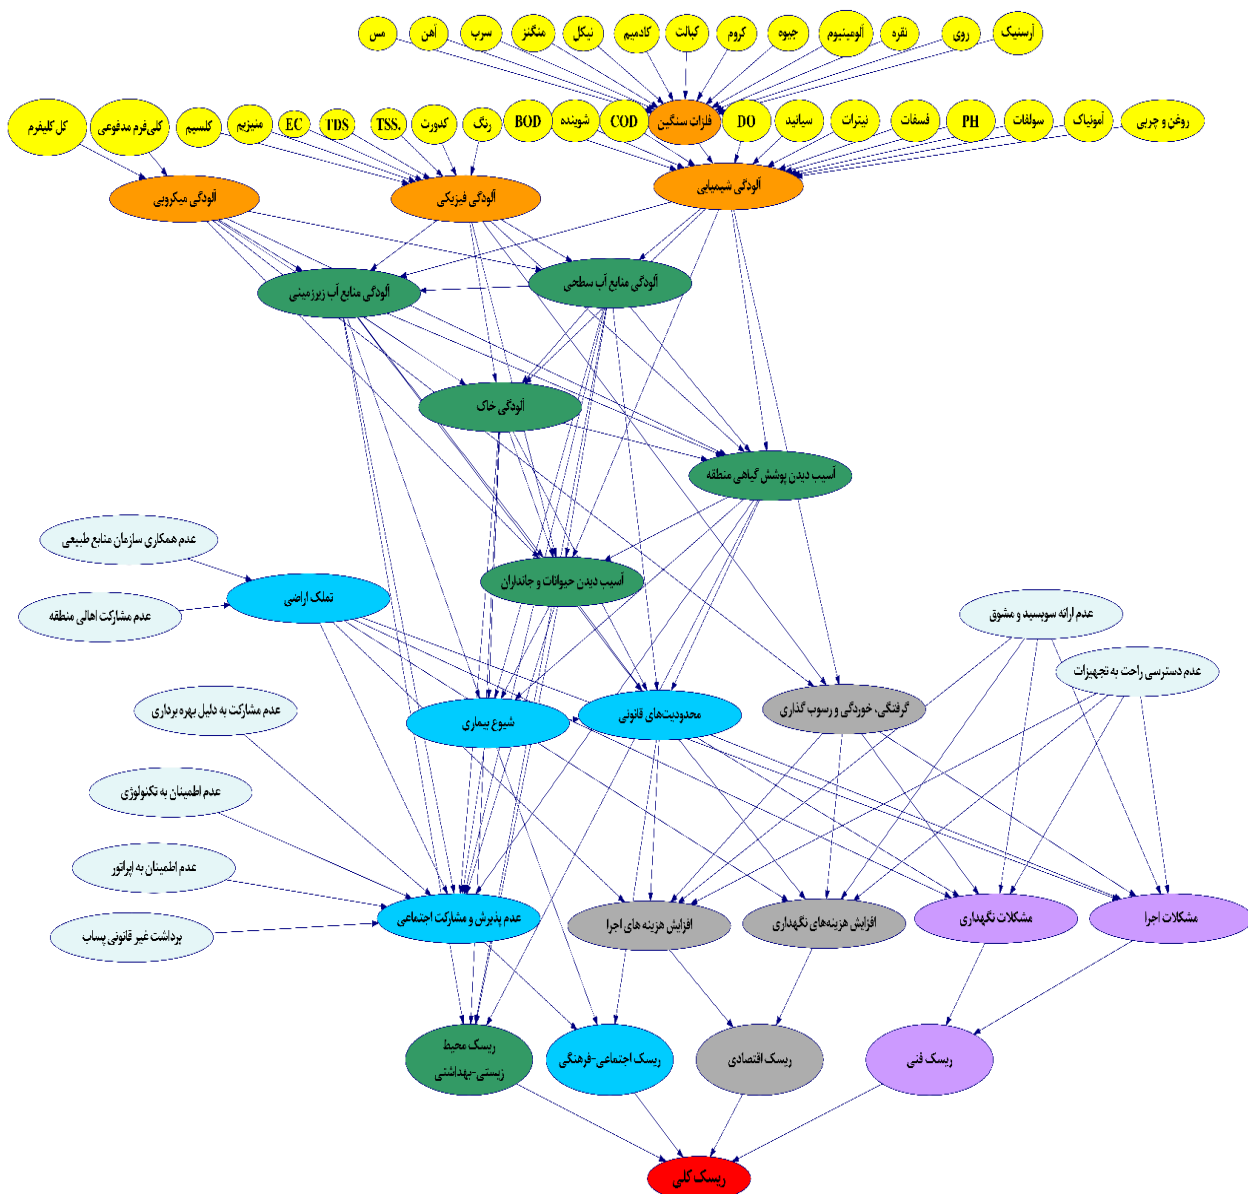 مس
آهن
سرب
منگنز
نیکل
کادمیم
کبالت
کروم
جیوه
آلومینیوم
نقره
روی
آرسنیک
کل کلیفرم
کلی‌فرم مدفوعی
کلسیم
منیزیم
EC
TDS
TSS.
کدورت
رنگ
BOD
شوینده
COD
فلزات سنگین
DO
سیانید
نیترات
فسفات
PH
سولفات
آمونیاک
روغن و چربی
آلودگی میکروبی
آلودگی فیزیکی
آلودگی شیمیایی
آلودگی منابع آب زیرزمینی
آلودگی منابع آب سطحی
آلودگی خاک
آسیب دیدن پوشش گیاهی منطقه
عدم همکاری سازمان منابع طبیعی
آسیب دیدن حیوانات و جانداران
تملک اراضی
عدم مشارکت اهالی منطقه
عدم ارائه سوبسید و مشوق
عدم دسترسی راحت به تجهیزات
عدم مشارکت به دلیل بهره برداری
شیوع بیماری
محدودیت‌های قانونی
گرفتگی، خوردگی و رسوب گذاری
عدم اطمینان به تکنولوژی
عدم اطمینان به اپراتور
برداشت غیر قانونی پساب
عدم پذیرش و مشارکت اجتماعی
افزایش هزینه های اجرا
افزایش هزینه‌های نگهداری
مشکلات نگهداری
مشکلات اجرا
ریسک محیط
زیستی-بهداشتی
ریسک اجتماعی-فرهنگی
ریسک اقتصادی
ریسک فنی
ریسک کلی